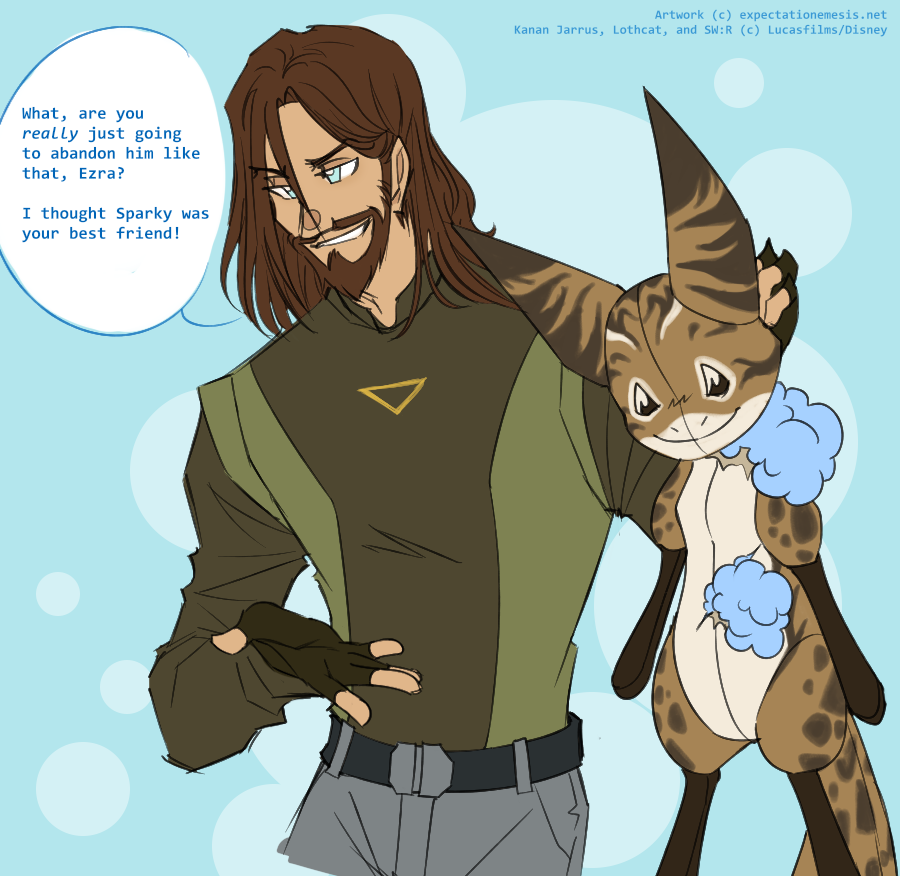 Artwork (c) expectationemesis.net
Kanan Jarrus, Lothcat, and SW:R (c) Lucasfilms/Disney
What, are you
really just going
to abandon him like
that, Ezra?
I thought Sparky was
your best friend!